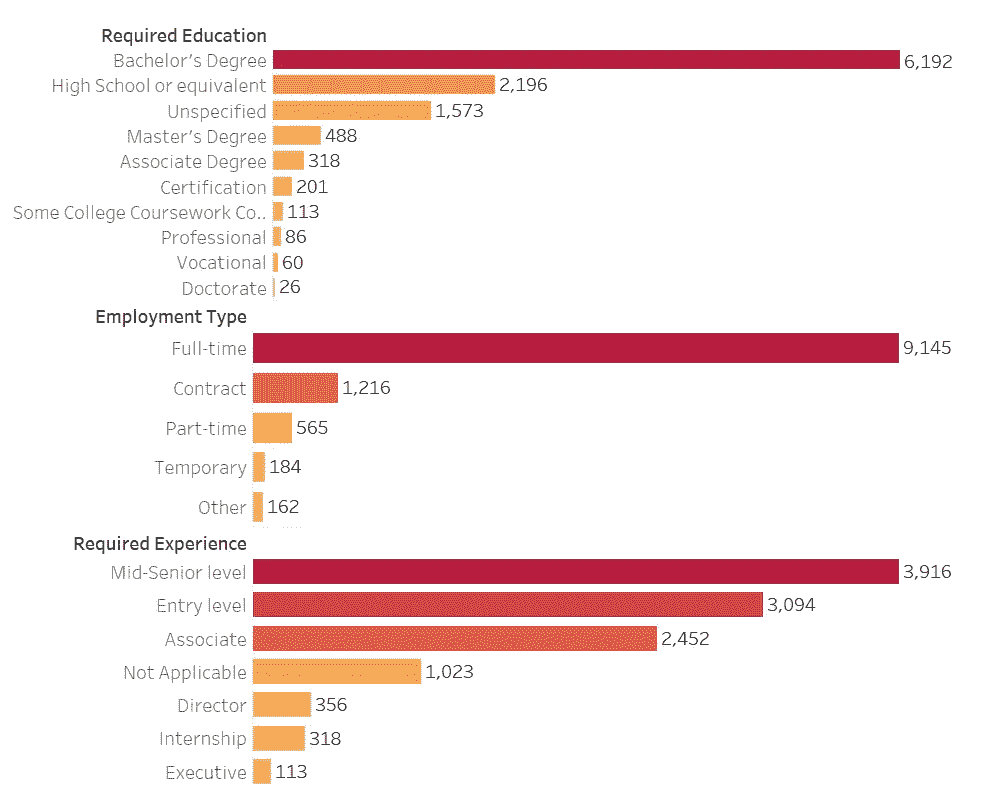 Required Education
Bachelor's Degree 6,192
High School or equivalent 2,196
Unspecified 1,573
Master's Degree 488
Associate Degree 318
Certification 201
Some College Coursework Co.. 113
Professional 86
Vocational 60
Doctorate 26
Employment Type
Full-time 9,145
Contract 1,216
Part-time 565
Temporary 184
Other 162
Required Experience
Mid-Senior level 3,916
Entry level 3,094
Associate 2,452
Not Applicable 1,023
Director 356
Internship 318
Executive 113